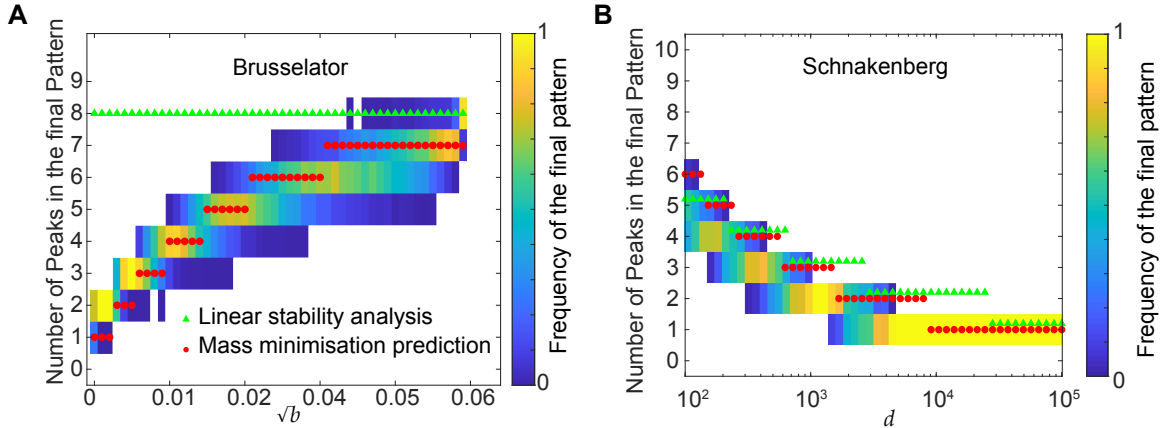 A
Number of Peaks in the final Pattern
9
8
7
6
5
4
3
2
1
0
Brusselator
Linear stability analysis
Mass minimisation prediction
0 0.01 0.02 0.04 0.05 0.06
√b
1
0
Frequency of the final pattern
B
Number of Peaks in the final Pattern
10
9
8
7
6
5
4
3
2
1
0
Schnakenberg
10² 10³ 10⁴ 10⁵
d
1
0
Frequency of the final pattern